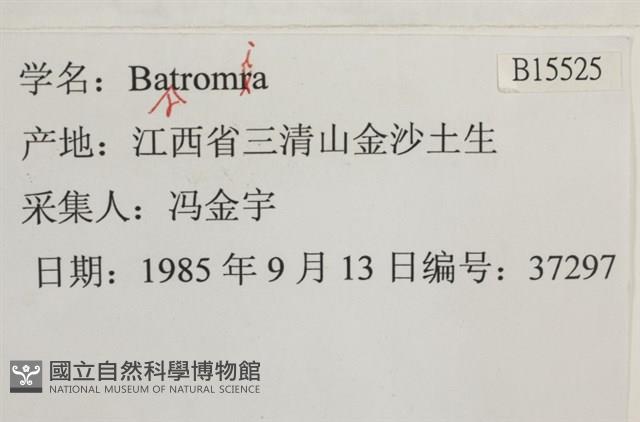 学名：Batromra
r
i
B15525
产地：江西省三清山金沙土生
采集人：冯金宇
日期：1985年9月13日编号：37297
國立自然科學博物館
NATIONAL MUSEUM OF NATURAL SCIENCE